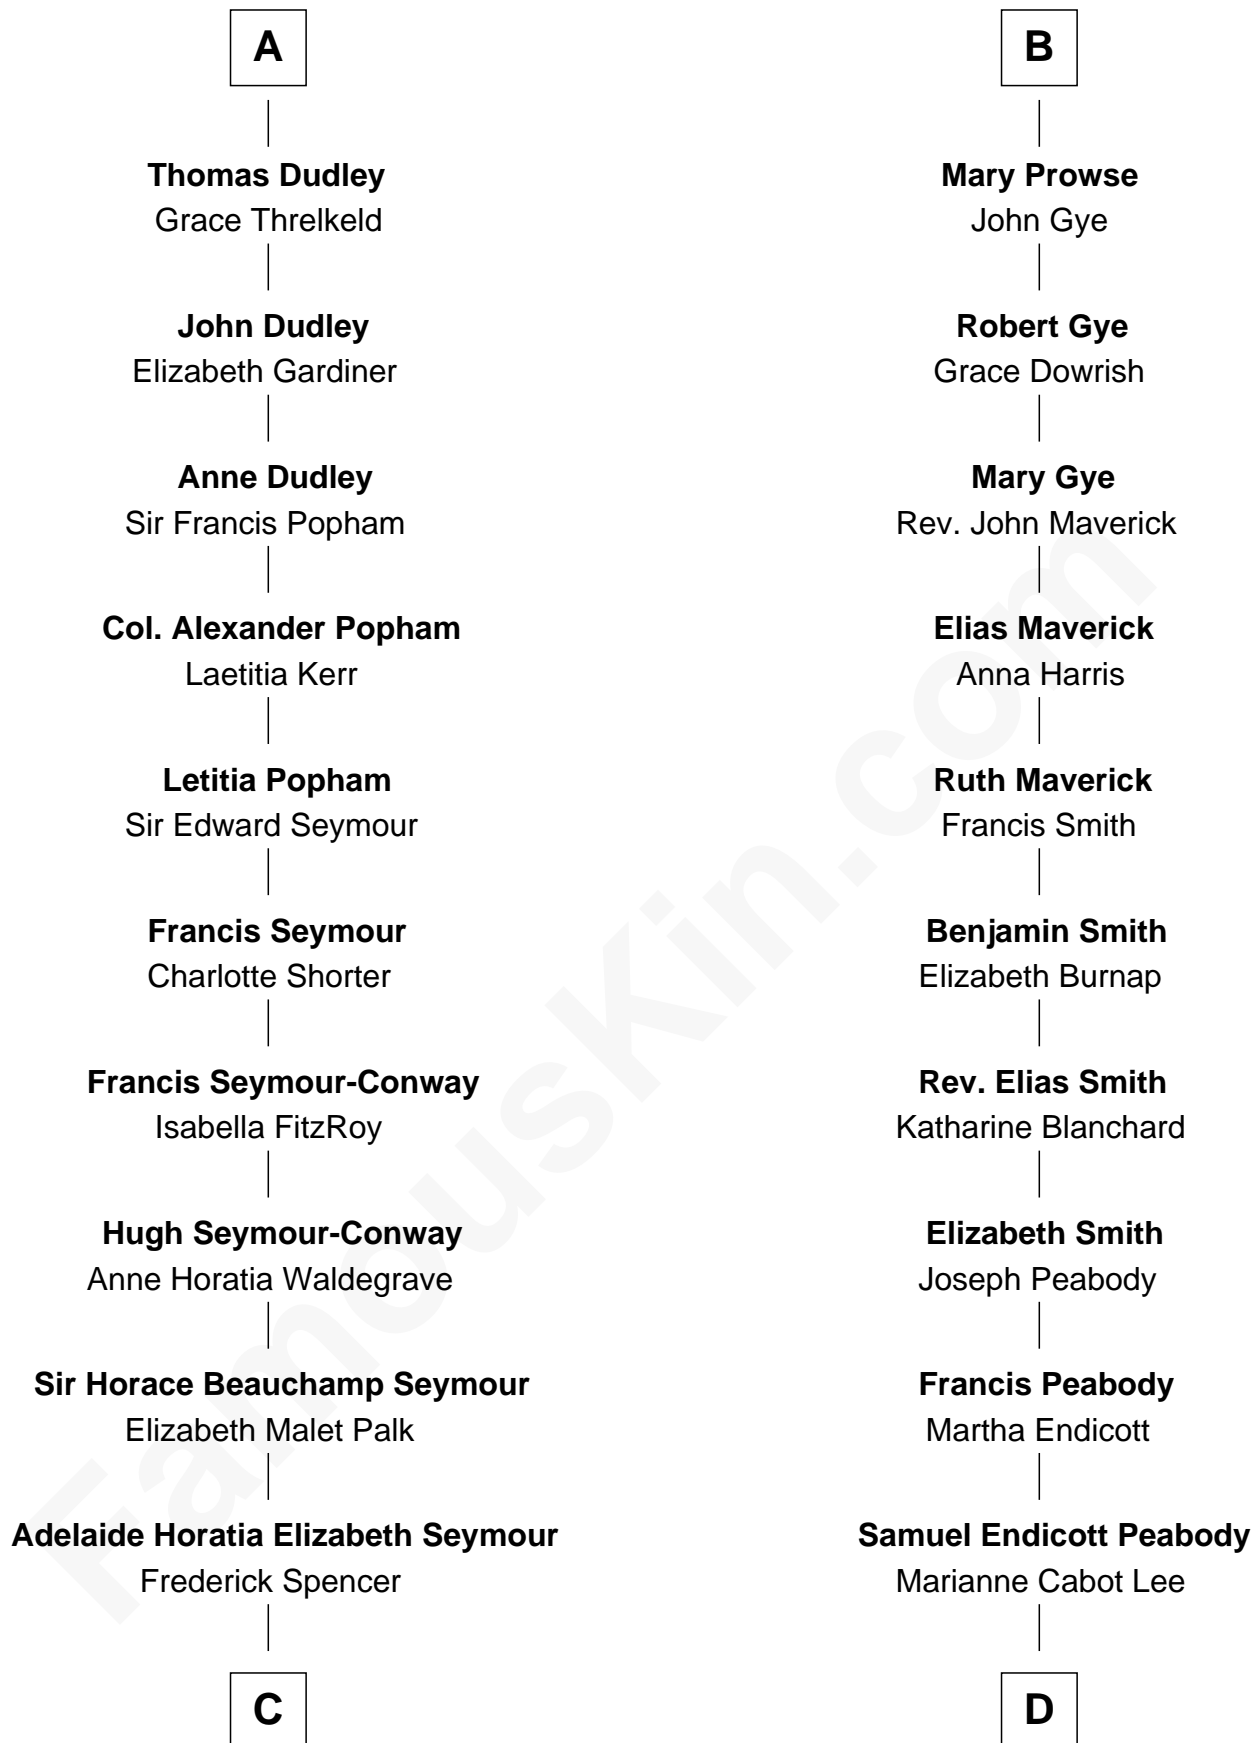 A
Thomas Dudley
Grace Threlkeld
John Dudley
Elizabeth Gardiner
Anne Dudley
Sir Francis Popham
Col. Alexander Popham
Laetitia Kerr
Letitia Popham
Sir Edward Seymour
Francis Seymour
Charlotte Shorter
Francis Seymour-Conway
Isabella FitzRoy
Hugh Seymour-Conway
Anne Horatia Waldegrave
Sir Horace Beauchamp Seymour
Elizabeth Malet Palk
Adelaide Horatia Elizabeth Seymour
Frederick Spencer
C
B
Mary Prowse
John Gye
Robert Gye
Grace Dowrish
Mary Gye
Rev. John Maverick
Elias Maverick
Anna Harris
Ruth Maverick
Francis Smith
Benjamin Smith
Elizabeth Burnap
Rev. Elias Smith
Katharine Blanchard
Elizabeth Smith
Joseph Peabody
Francis Peabody
Martha Endicott
Samuel Endicott Peabody
Marianne Cabot Lee
D
FamousKin.com